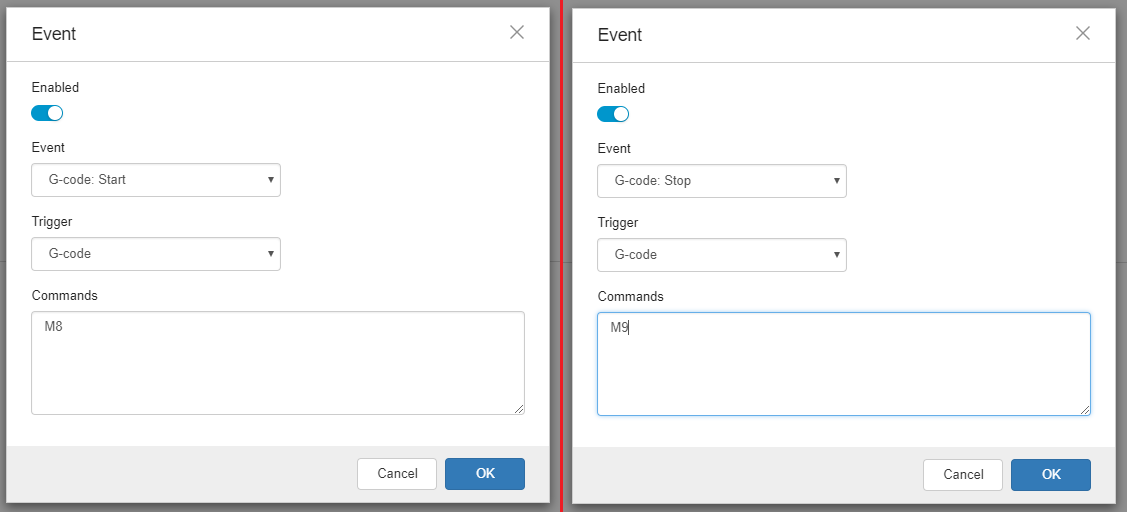 Event
Enabled
Event
G-code: Start
Trigger
G-code
Commands
M8
Cancel
OK
Event
Enabled
Event
G-code: Stop
Trigger
G-code
Commands
M9
Cancel
OK